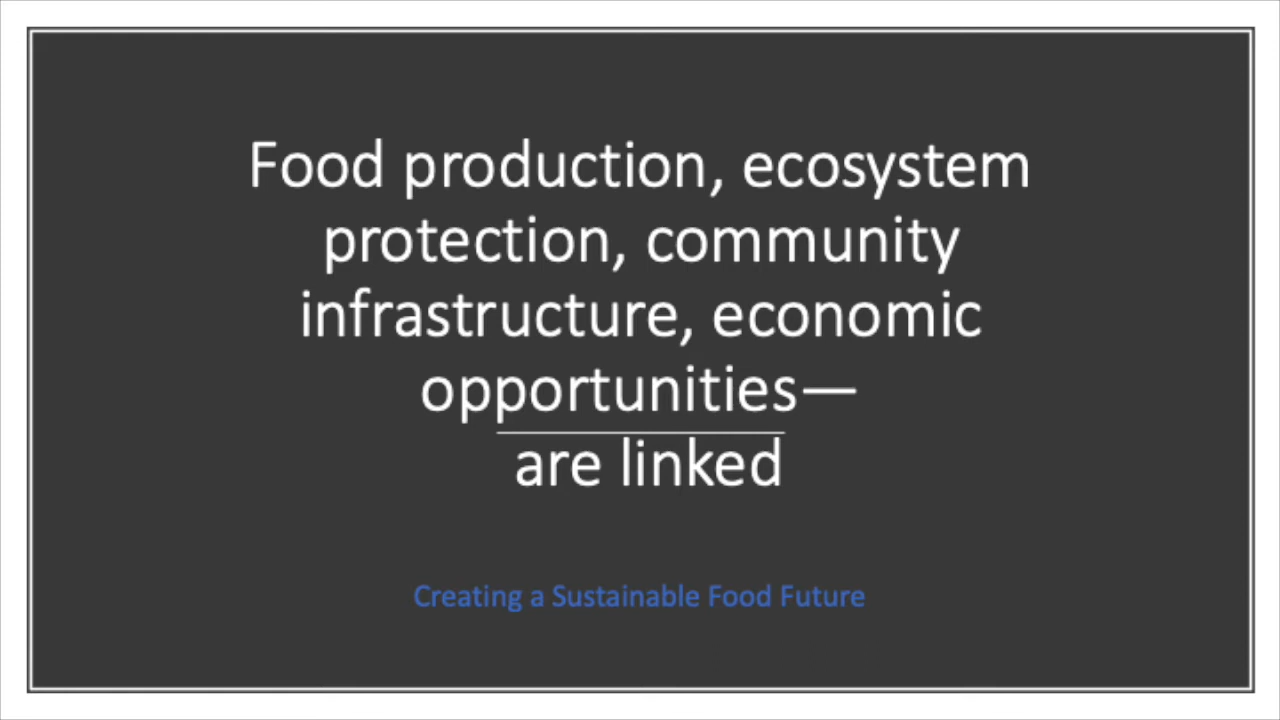 Food production, ecosystem
protection, community
infrastructure, economic
opportunities—
are linked
Creating a Sustainable Food Future